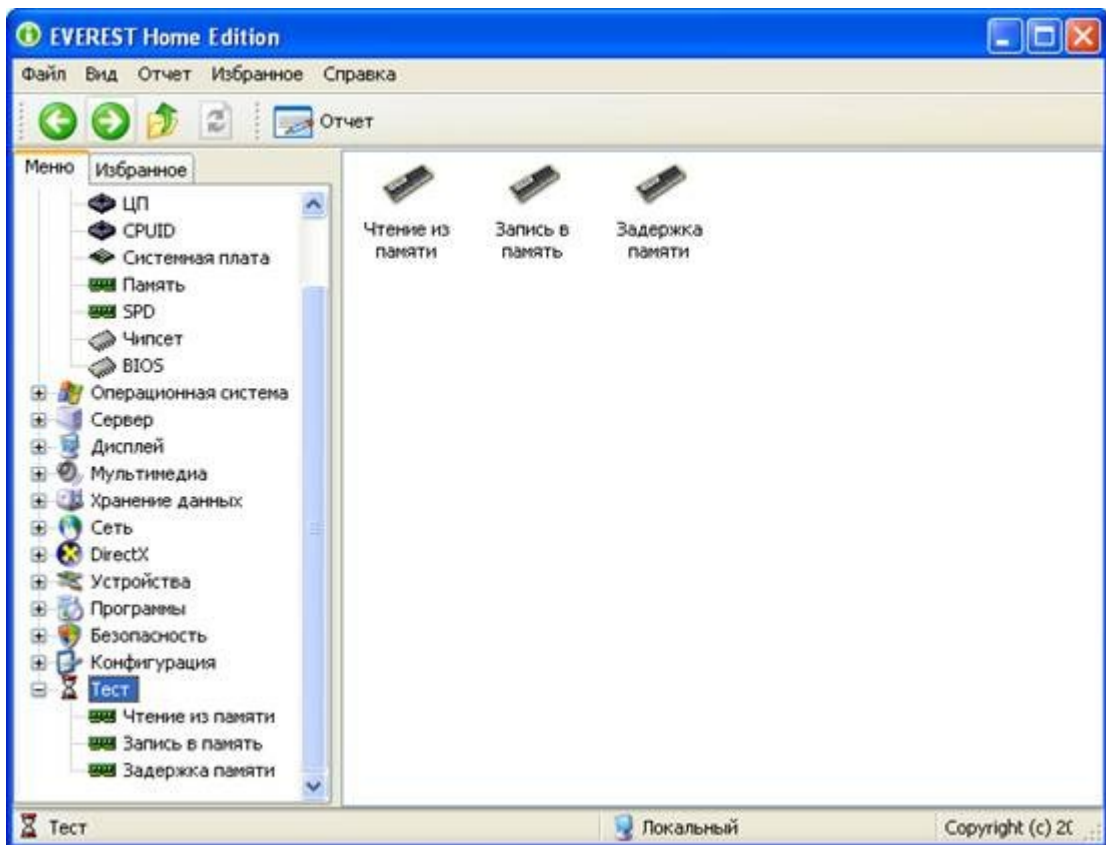 EVEREST Home Edition
Файл Вид Отчет Избранное Справка
Отчет
Меню Избранное
ЦП
CPUID
Системная плата
Память
SPD
Чипсет
BIOS
Операционная система
Сервер
Дисплей
Мультимедиа
Хранение данных
Сеть
DirectX
Устройства
Программы
Безопасность
Конфигурация
Тест
Чтение из памяти
Запись в память
Задержка памяти
Чтение из
памяти
Запись в
память
Задержка
памяти
Тест
Локальный
Copyright (c) 20